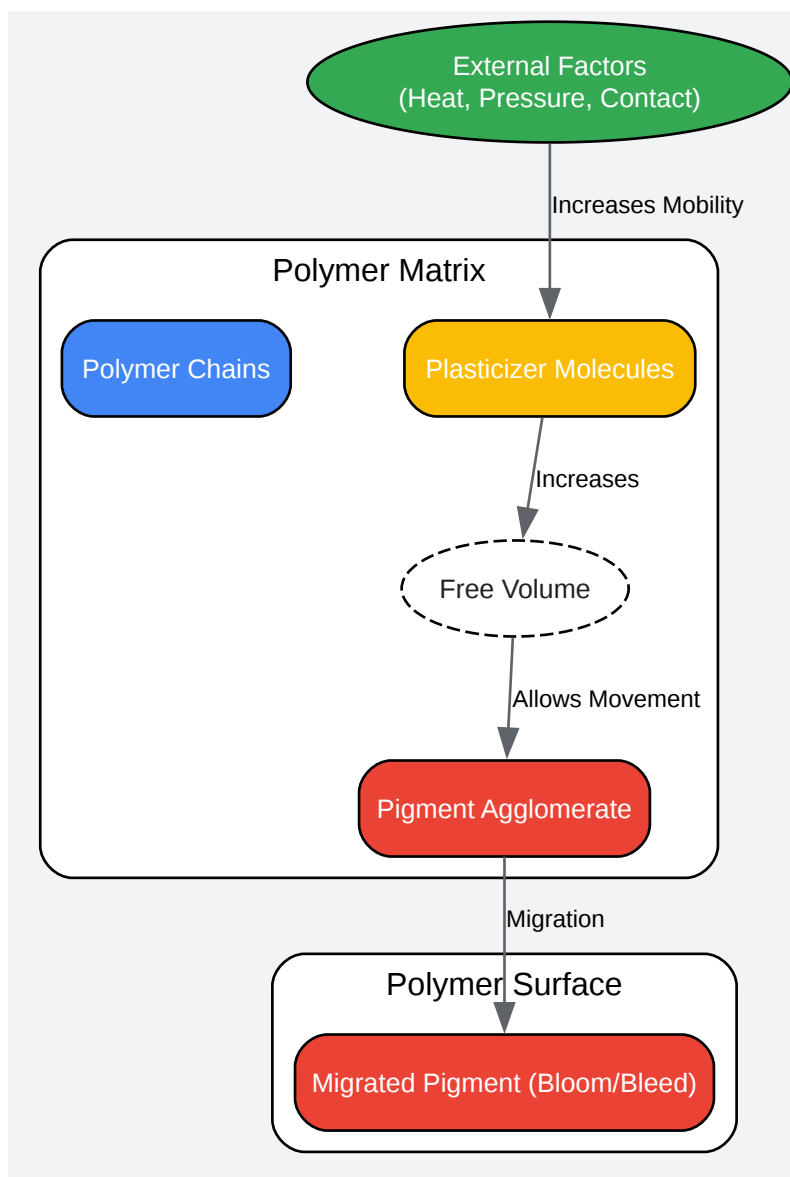 External Factors
(Heat, Pressure, Contact)
Increases Mobility
Polymer Matrix
Polymer Chains
Plasticizer Molecules
Increases
Free Volume
Allows Movement
Pigment Agglomerate
Migration
Polymer Surface
Migrated Pigment (Bloom/Bleed)